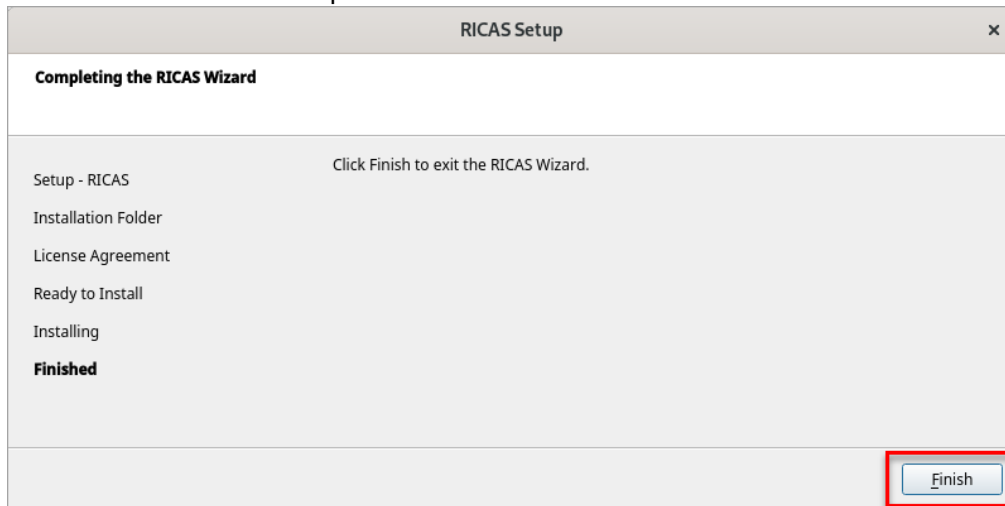 RICAS Setup
Completing the RICAS Wizard
Click Finish to exit the RICAS Wizard.
Setup - RICAS
Installation Folder
License Agreement
Ready to Install
Installing
Finished
Finish